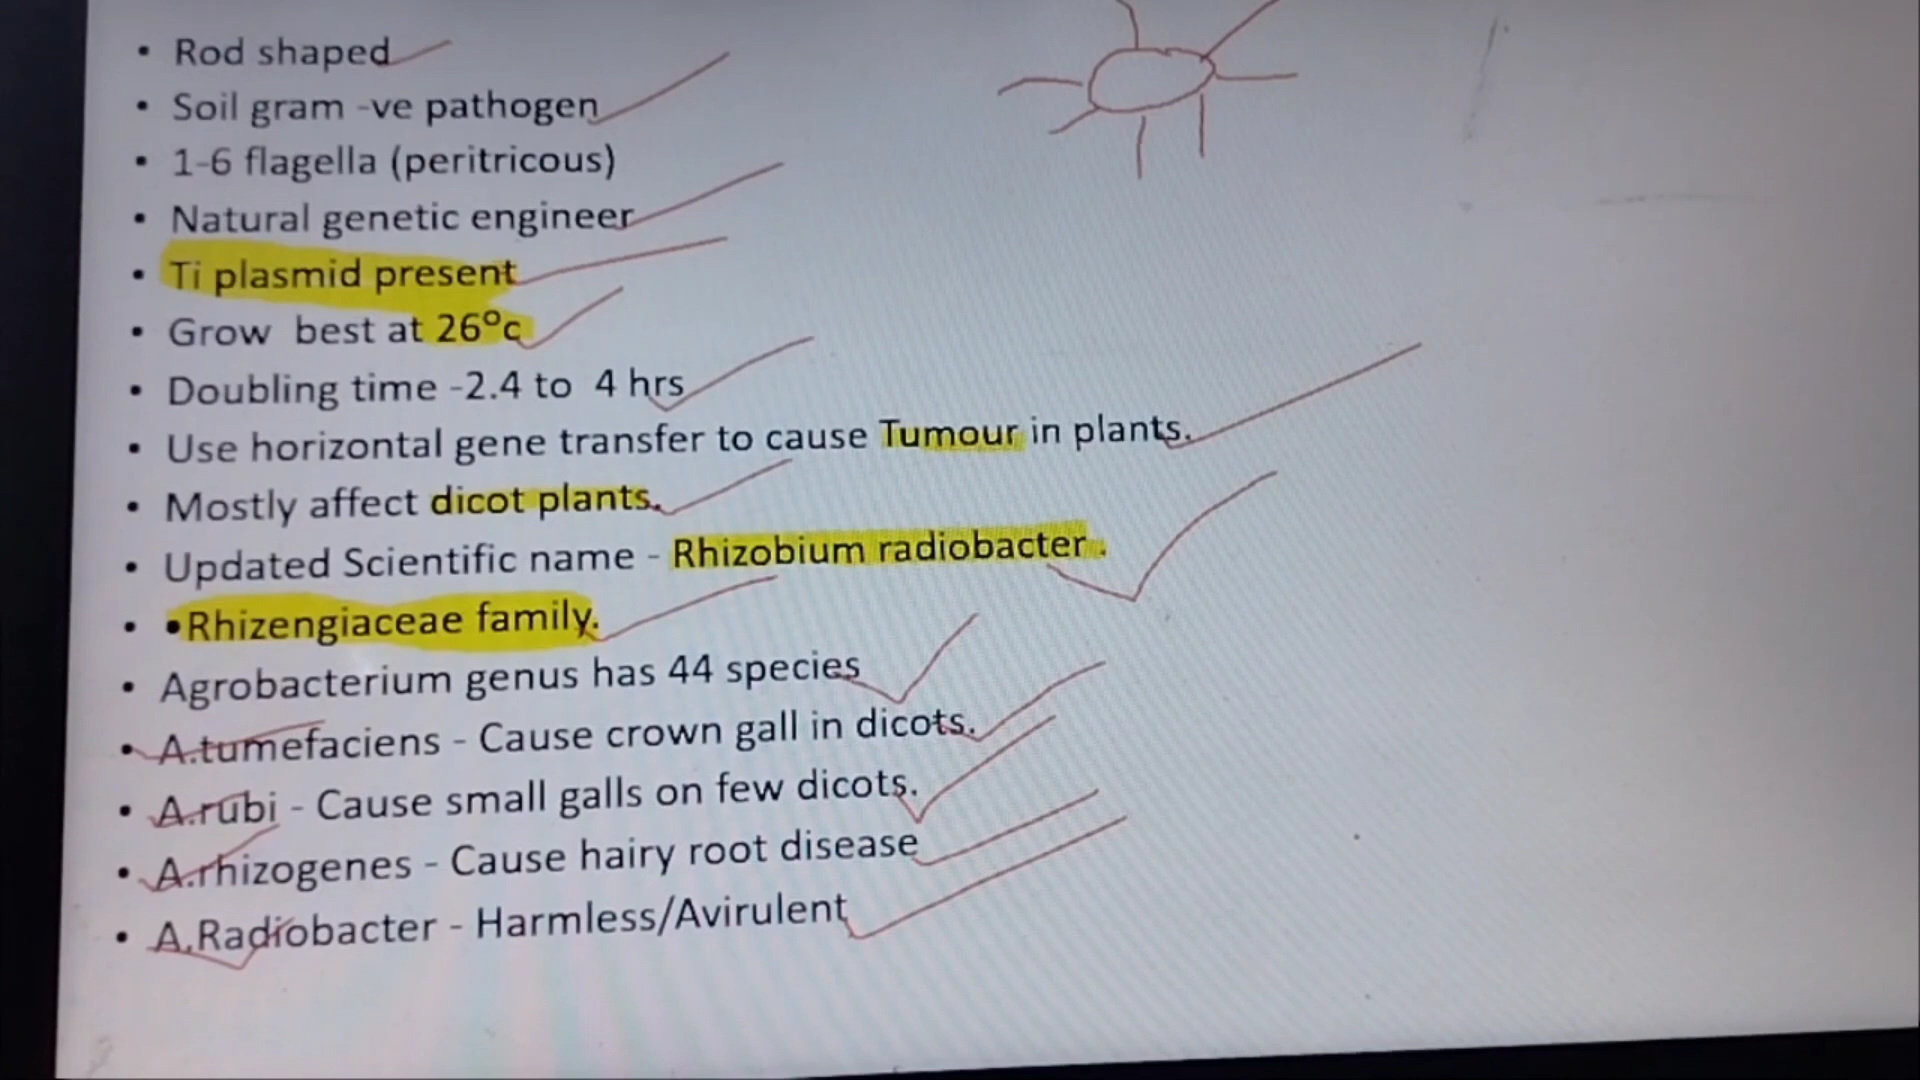 • Rod shaped
• Soil gram -ve pathogen
• 1-6 flagella (peritricous)
• Natural genetic engineer
• Ti plasmid present
• Grow best at 26°c
• Doubling time -2.4 to 4 hrs
• Use horizontal gene transfer to cause Tumour in plants.
• Mostly affect dicot plants.
• Updated Scientific name - Rhizobium radiobacter .
• •Rhizengiaceae family.
• Agrobacterium genus has 44 species
• A.tumefaciens - Cause crown gall in dicots.
• A.rubi - Cause small galls on few dicots.
• A.rhizogenes - Cause hairy root disease
• A.Radiobacter - Harmless/Avirulent